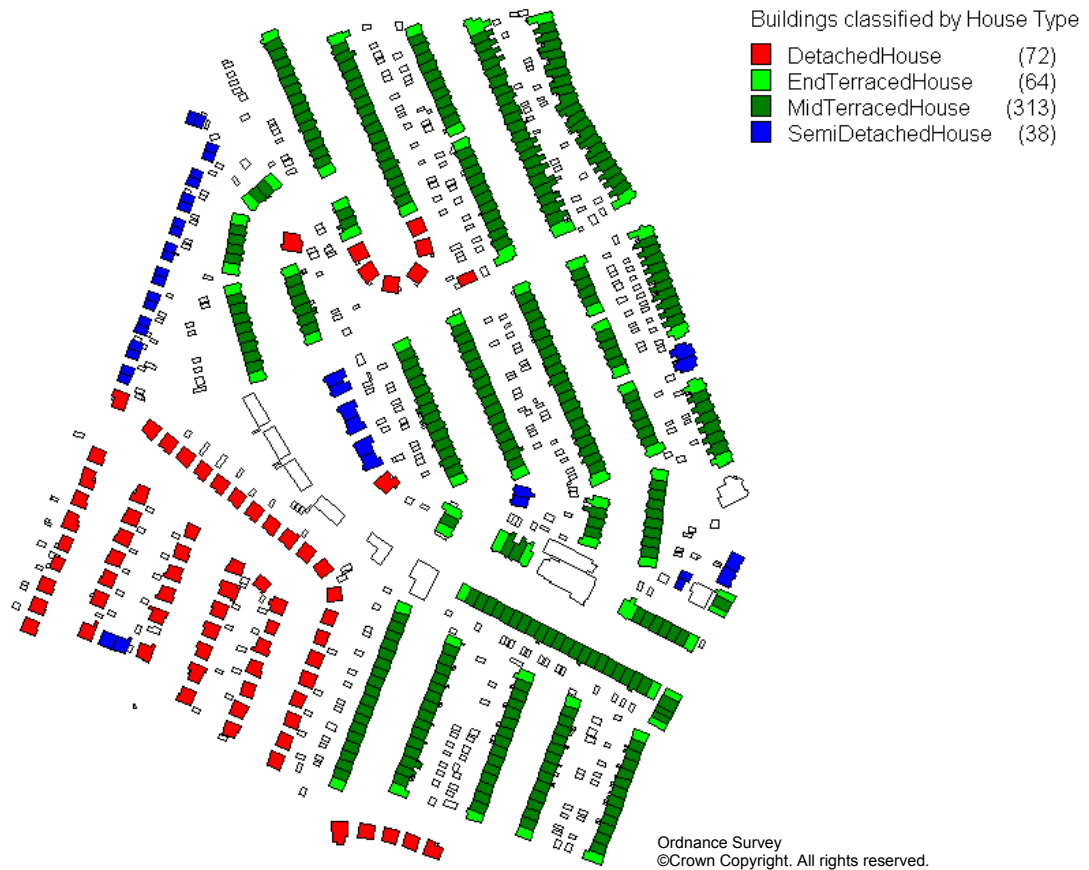 Buildings classified by House Type
DetachedHouse (72)
EndTerracedHouse (64)
MidTerracedHouse (313)
SemiDetachedHouse (38)
Ordnance Survey
©Crown Copyright. All rights reserved.